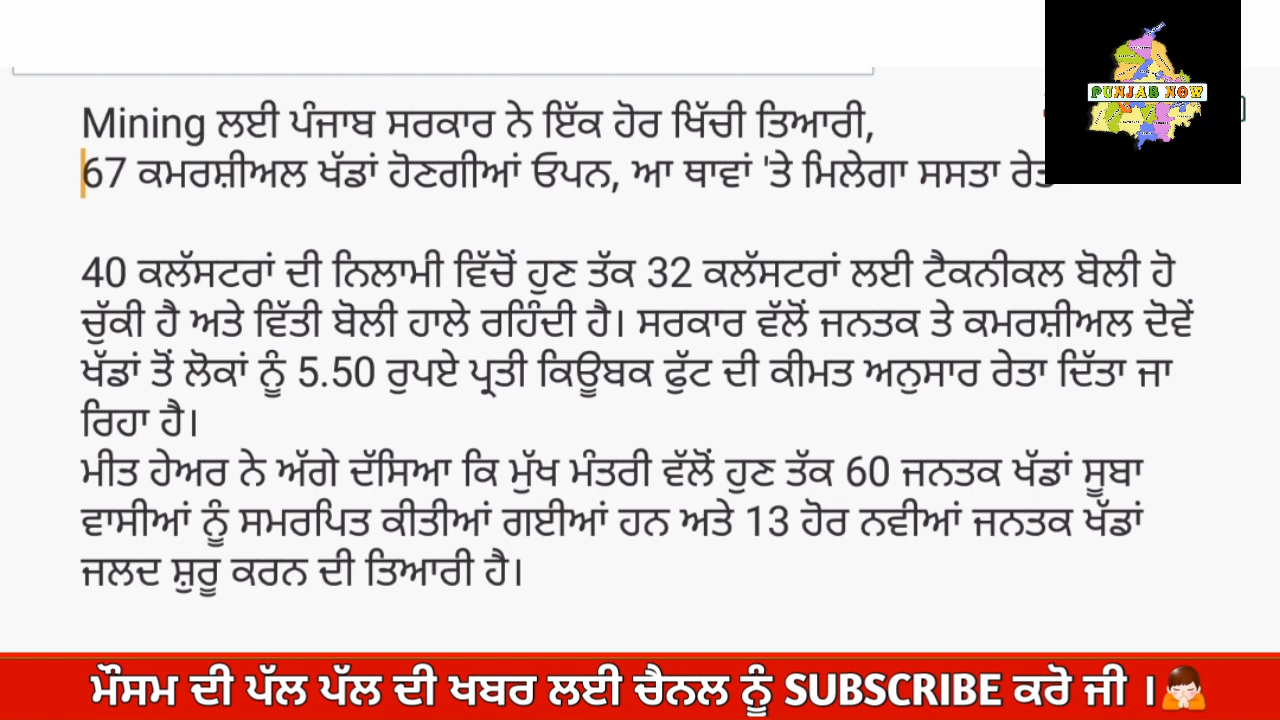 Mining ਲਈ ਪੰਜਾਬ ਸਰਕਾਰ ਨੇ ਇੱਕ ਹੋਰ ਖਿੱਚੀ ਤਿਆਰੀ,
67 ਕਮਰਸ਼ੀਅਲ ਖੱਡਾਂ ਹੋਣਗੀਆਂ ਓਪਨ, ਆ ਥਾਵਾਂ 'ਤੇ ਮਿਲੇਗਾ ਸਸਤਾ
PUNJAB NOW
40 ਕਲੱਸਟਰਾਂ ਦੀ ਨਿਲਾਮੀ ਵਿੱਚੋਂ ਹੁਣ ਤੱਕ 32 ਕਲੱਸਟਰਾਂ ਲਈ ਟੈਕਨੀਕਲ ਬੋਲੀ ਹੋ
ਚੁੱਕੀ ਹੈ ਅਤੇ ਵਿੱਤੀ ਬੋਲੀ ਹਾਲੇ ਰਹਿੰਦੀ ਹੈ। ਸਰਕਾਰ ਵੱਲੋਂ ਜਨਤਕ ਤੇ ਕਮਰਸ਼ੀਅਲ ਦੋਵੇਂ
ਖੱਡਾਂ ਤੋਂ ਲੋਕਾਂ ਨੂੰ 5.50 ਰੁਪਏ ਪ੍ਰਤੀ ਕਿਊਬਕ ਫੁੱਟ ਦੀ ਕੀਮਤ ਅਨੁਸਾਰ ਰੇਤਾ ਦਿੱਤਾ ਜਾ
ਰਿਹਾ ਹੈ।
ਮੀਤ ਹੇਅਰ ਨੇ ਅੱਗੇ ਦੱਸਿਆ ਕਿ ਮੁੱਖ ਮੰਤਰੀ ਵੱਲੋਂ ਹੁਣ ਤੱਕ 60 ਜਨਤਕ ਖੱਡਾਂ ਸੂਬਾ
ਵਾਸੀਆਂ ਨੂੰ ਸਮਰਪਿਤ ਕੀਤੀਆਂ ਗਈਆਂ ਹਨ ਅਤੇ 13 ਹੋਰ ਨਵੀਆਂ ਜਨਤਕ ਖੱਡਾਂ
ਜਲਦ ਸ਼ੁਰੂ ਕਰਨ ਦੀ ਤਿਆਰੀ ਹੈ।
ਮੌਸਮ ਦੀ ਪੱਲ ਪੱਲ ਦੀ ਖਬਰ ਲਈ ਚੈਨਲ ਨੂੰ SUBSCRIBE ਕਰੋ ਜੀ ।